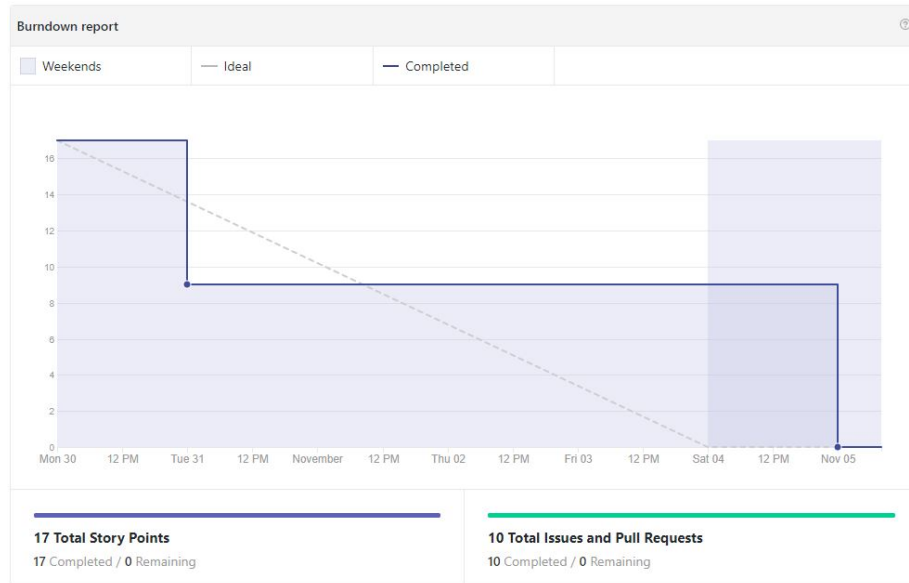 Burndown report
Weekends
Ideal
Completed
16
14
12
10
8
6
4
2
0
Mon 30 12 PM Tue 31 12 PM November 12 PM Thu 02 12 PM Fri 03 12 PM Sat 04 12 PM Nov 05
17 Total Story Points
17 Completed / 0 Remaining
10 Total Issues and Pull Requests
10 Completed / 0 Remaining